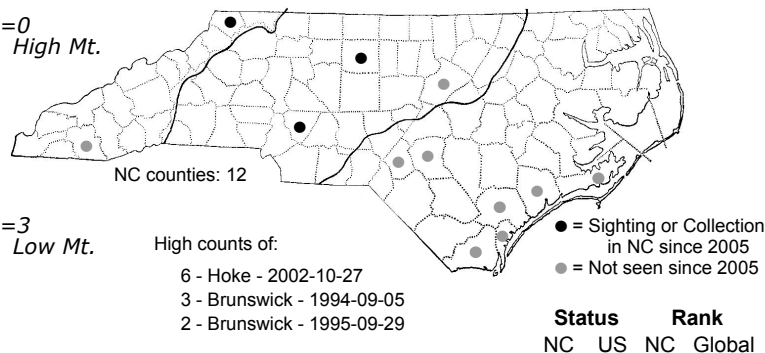 =0
High Mt.
NC counties: 12
=3
Low Mt.
High counts of:
6 - Hoke - 2002-10-27
3 - Brunswick - 1994-09-05
2 - Brunswick - 1995-09-29
= Sighting or Collection
in NC since 2005
= Not seen since 2005
Status Rank
NC US NC Global